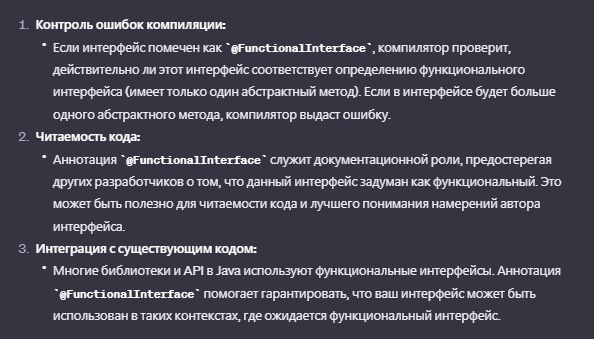 1. Контроль ошибок компиляции:
• Если интерфейс помечен как `@FunctionalInterface`, компилятор проверит,
действительно ли этот интерфейс соответствует определению функционального
интерфейса (имеет только один абстрактный метод). Если в интерфейсе будет больше
одного абстрактного метода, компилятор выдаст ошибку.
2. Читаемость кода:
• Аннотация `@FunctionalInterface` служит документационной роли, предостерегая
других разработчиков о том, что данный интерфейс задуман как функциональный. Это
может быть полезно для читаемости кода и лучшего понимания намерений автора
интерфейса.
3. Интеграция с существующим кодом:
• Многие библиотеки и API в Java используют функциональные интерфейсы. Аннотация
`@FunctionalInterface` помогает гарантировать, что ваш интерфейс может быть
использован в таких контекстах, где ожидается функциональный интерфейс.